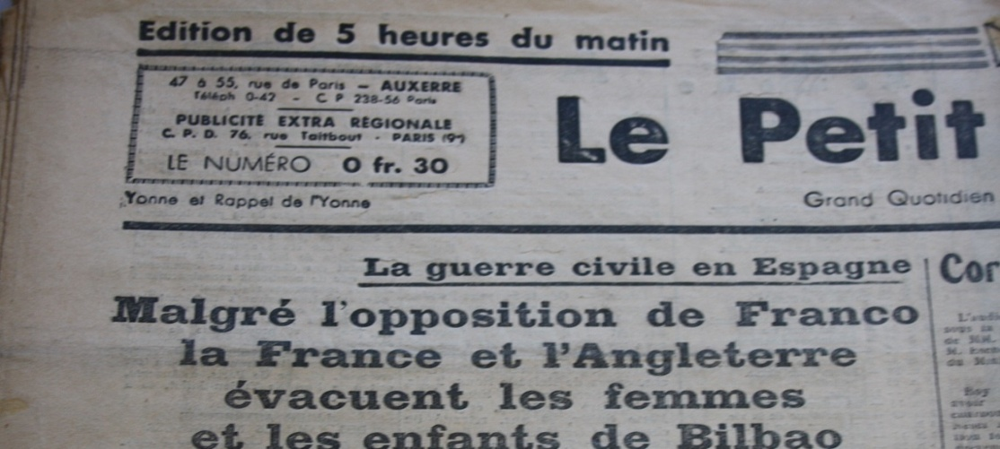 Edition de 5 heures du matin
47 à 55, rue de Paris — AUXERRE
Téléph 0-42 - C P 238-56 Paris
PUBLICITÉ EXTRA RÉGIONALE
C. P. D. 76, rue Taitbout - PARIS (9e)
LE NUMÉRO 0 fr. 30
Le Petit
Yonne et Rappel de l'Yonne
Grand Quotidien
La guerre civile en Espagne
Malgré l'opposition de Franco
la France et l'Angleterre
évacuent les femmes
et les enfants de Bilbao